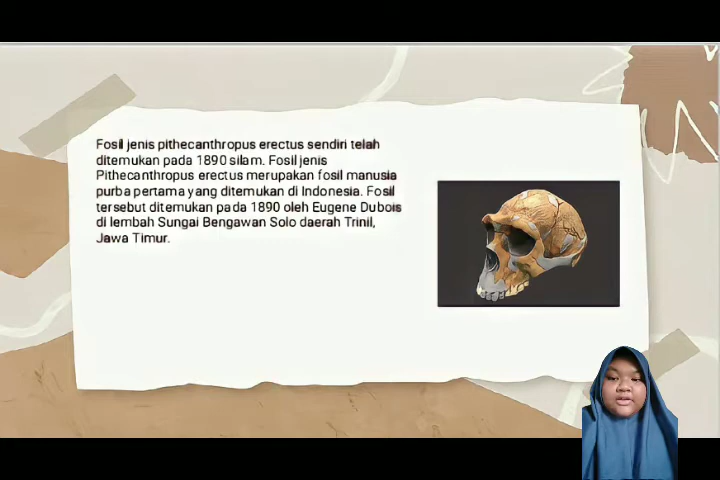 Fosil jenis pithecanthropus erectus sendiri telah
ditemukan pada 1890 silam. Fosil jenis
Pithecanthropus erectus merupakan fosil manusia
purba pertama yang ditemukan di Indonesia. Fosil
tersebut ditemukan pada 1890 oleh Eugene Dubois
di lembah Sungai Bengawan Solo daerah Trinil,
Jawa Timur.